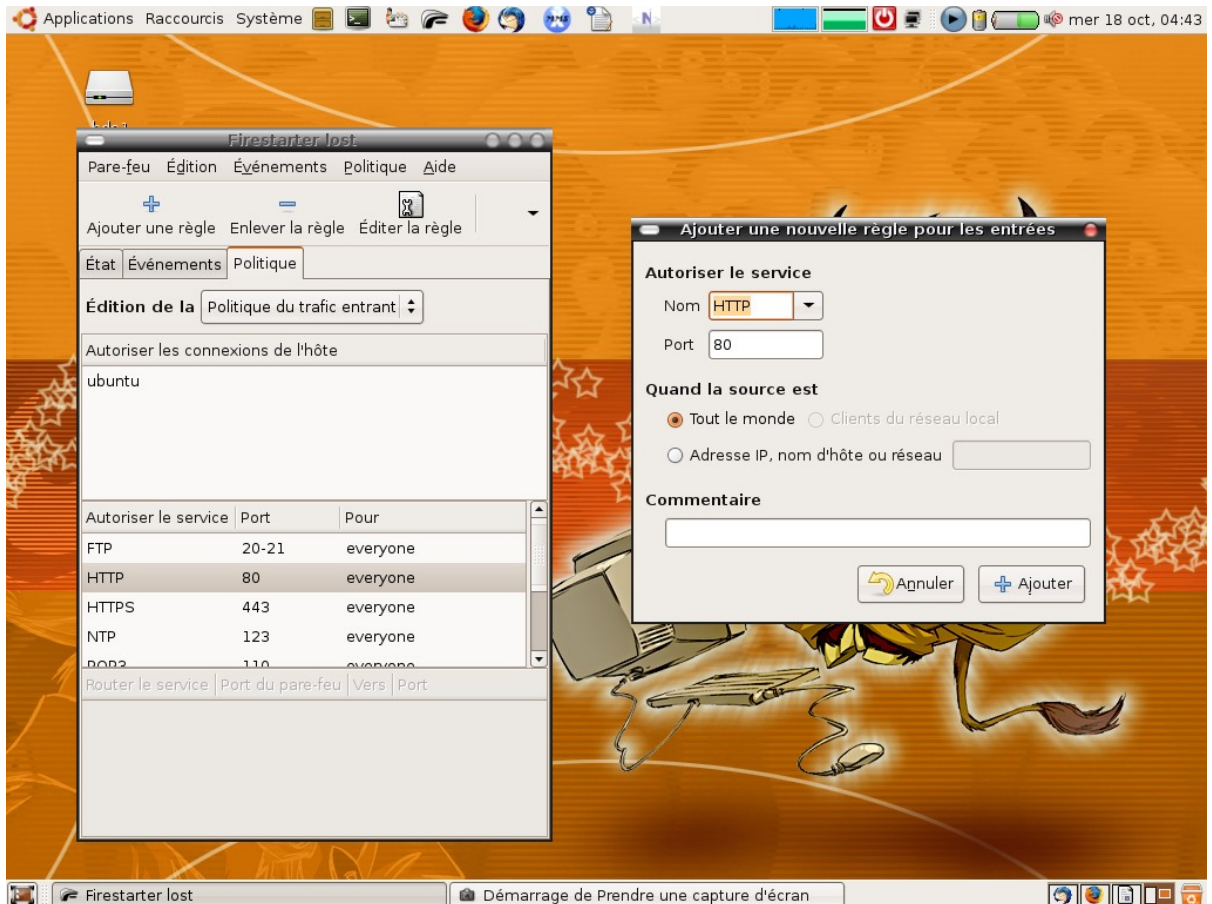 Applications Raccourcis Système
mer 18 oct, 04:43
Firestarter lost
Pare-feu Édition Événements Politique Aide
Ajouter une règle Enlever la règle Éditer la règle
État Événements Politique
Édition de la Politique du trafic entrant
Autoriser les connexions de l'hôte
ubuntu
Autoriser le service Port Pour
FTP 20-21 everyone
HTTP 80 everyone
HTTPS 443 everyone
NTP 123 everyone
POP3 110 everyone
Router le service Port du pare-feu Vers Port
Ajouter une nouvelle règle pour les entrées
Autoriser le service
Nom HTTP
Port 80
Quand la source est
Tout le monde Clients du réseau local
Adresse IP, nom d'hôte ou réseau
Commentaire
Annuler Ajouter
Firestarter lost
Démarrage de Prendre une capture d'écran